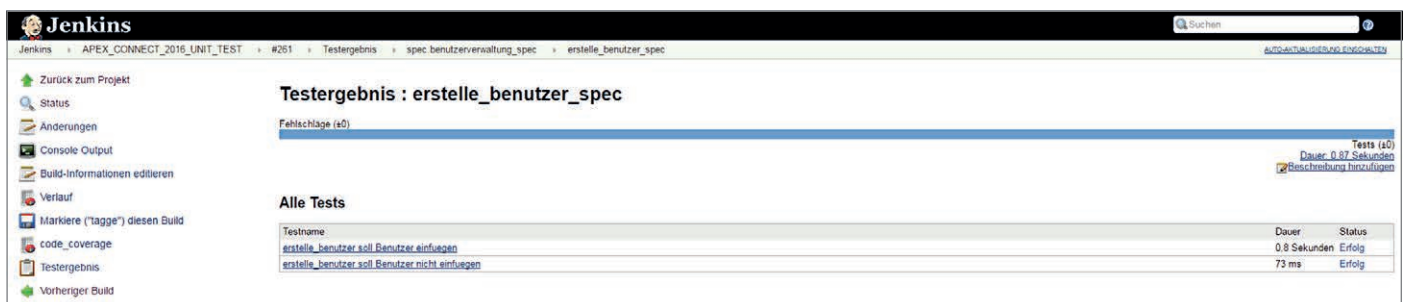 Jenkins
Suchen
Jenkins APEX_CONNECT_2016_UNIT_TEST #261 Testergebnis spec.benutzerverwaltung_spec erstelle_benutzer_spec
AUTO-AKTUALISIERUNG EINSCHALTEN
Zurück zum Projekt
Status
Änderungen
Console Output
Build-Informationen editieren
Verlauf
Markiere ("tagge") diesen Build
code_coverage
Testergebnis
Vorheriger Build
Testergebnis : erstelle_benutzer_spec
Fehlschläge (±0)
Tests (±0)
Dauer: 0.87 Sekunden
Beschreibung hinzufügen
Alle Tests
Testname Dauer Status
erstelle_benutzer soll Benutzer einfuegen 0,8 Sekunden Erfolg
erstelle_benutzer soll Benutzer nicht einfuegen 73 ms Erfolg